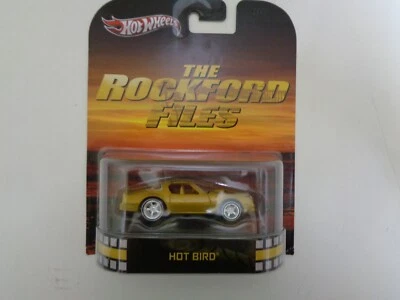 Hot Wheels
THE
ROCKFORD
FILES
HOT BIRD